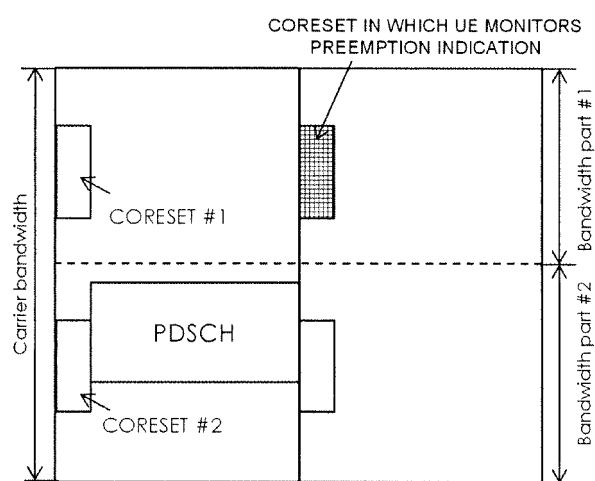 CORESET IN WHICH UE MONITORS
PREEMPTION INDICATION
Carrier bandwidth
CORESET #1
Bandwidth part #1
PDSCH
CORESET #2
Bandwidth part #2